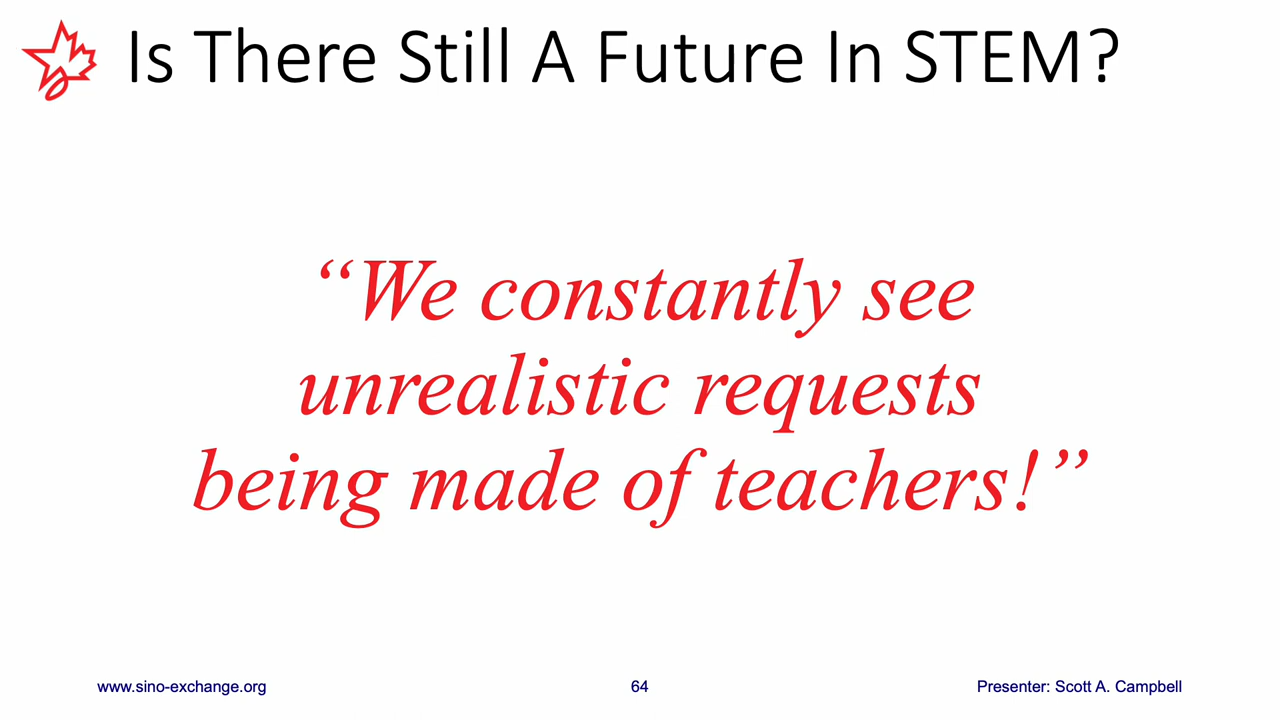 Is There Still A Future In STEM?
“We constantly see
unrealistic requests
being made of teachers!”
www.sino-exchange.org
64
Presenter: Scott A. Campbell